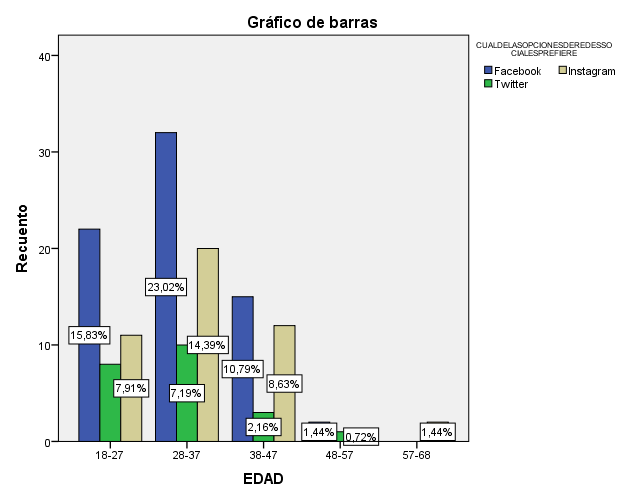 Gráfico de barras
CUALDELASOPCIONESDEREDESSO
CIALESPREFIERE
Facebook Instagram
Twitter
Recuento
40
30
20
10
0
15,83%
7,91%
23,02%
7,19%
14,39%
10,79%
2,16%
8,63%
1,44%
0,72%
1,44%
18-27 28-37 38-47 48-57 57-68
EDAD